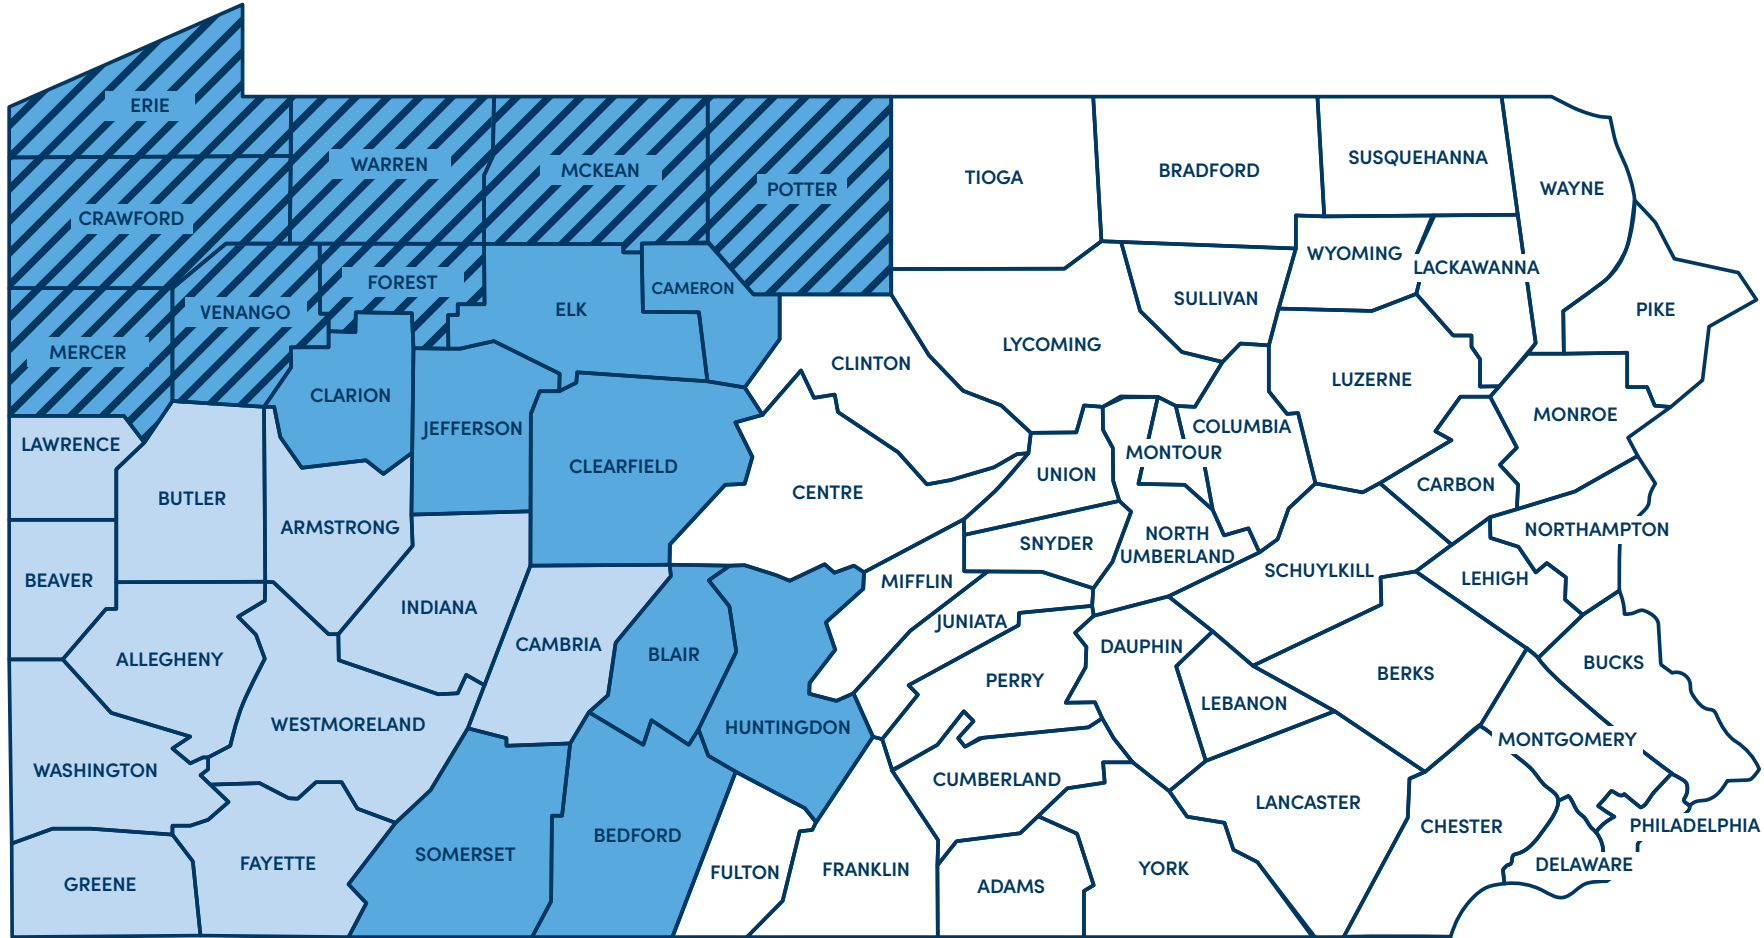 ERIE
WARREN
MCKEAN
POTTER
TIOGA
BRADFORD
SUSQUEHANNA
WAYNE
CRAWFORD
WYOMING
LACKAWANNA
FOREST
CAMERON
VENANGO
ELK
SULLIVAN
PIKE
MERCER
LYCOMING
CLINTON
LUZERNE
CLARION
MONROE
JEFFERSON
COLUMBIA
LAWRENCE
MONTOUR
CLEARFIELD
UNION
CARBON
BUTLER
CENTRE
ARMSTRONG
NORTHAMPTON
SNYDER
NORTH
UMBERLAND
BEAVER
MIFFLIN
SCHUYLKILL
LEHIGH
INDIANA
JUNIATA
CAMBRIA
DAUPHIN
BLAIR
ALLEGHENY
BUCKS
PERRY
BERKS
LEBANON
WESTMORELAND
HUNTINGDON
MONTGOMERY
WASHINGTON
CUMBERLAND
LANCASTER
CHESTER
PHILADELPHIA
BEDFORD
SOMERSET
FAYETTE
DELAWARE
GREENE
FULTON
FRANKLIN
ADAMS
YORK